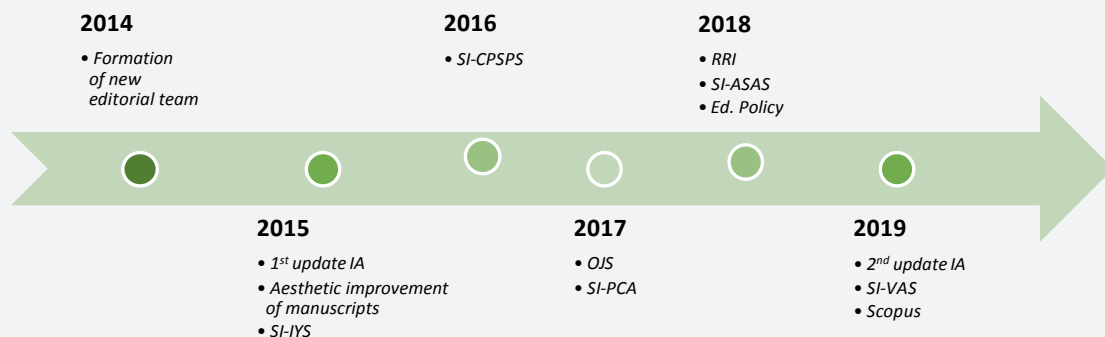 2014
• Formation
of new
editorial team
2016
• SI-CPSPS
2018
• RRI
• SI-ASAS
• Ed. Policy
2015
• 1st update IA
• Aesthetic improvement
of manuscripts
• SI-IYS
2017
• OJS
• SI-PCA
2019
• 2nd update IA
• SI-VAS
• Scopus